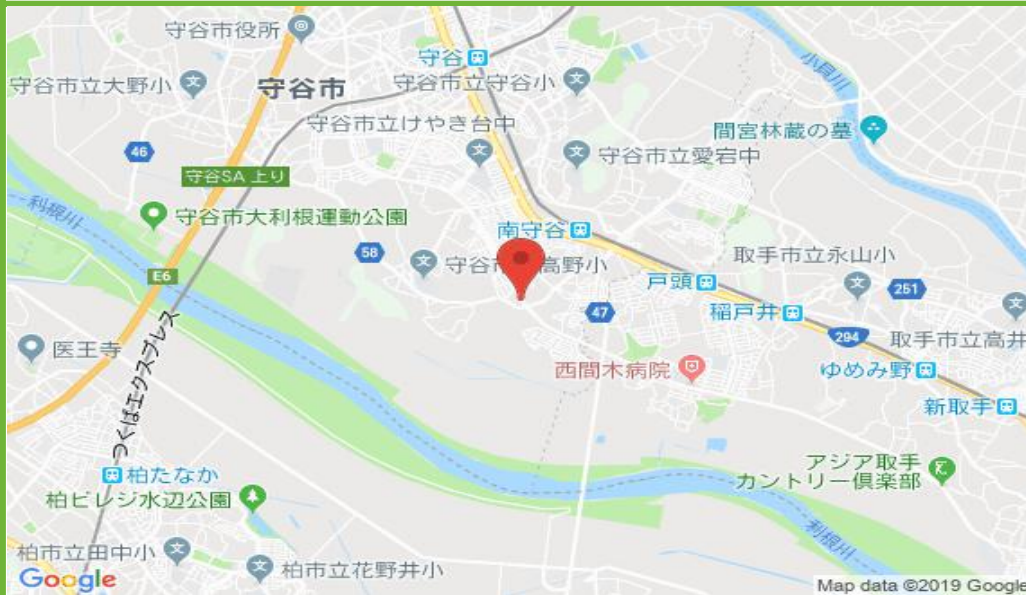 守谷市役所
守谷
守谷市立大野小
守谷市
守谷市立守谷小
小貝川
守谷市立けやき台中
間宮林蔵の墓
46
守谷市立愛宕中
守谷SA 上り
利根川
守谷市大利根運動公園
南守谷
58
守谷市
高野小
取手市立永山小
E6
戸頭
251
47
稲戸井
294
取手市立高井
医王寺
西間木病院
ゆめみ野
つくばエクスプレス
新取手
柏たなか
アジア取手
カントリー倶楽部
柏ビレジ水辺公園
利根川
柏市立田中小
柏市立花野井小
Google
Map data ©2019 Google